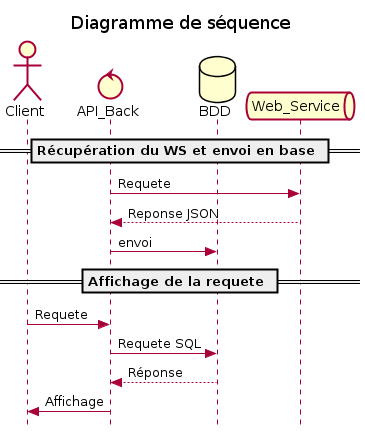 Diagramme de séquence
Client
API_Back
BDD
Web_Service
Récupération du WS et envoi en base
Requete
Reponse JSON
envoi
Affichage de la requete
Requete
Requete SQL
Réponse
Affichage